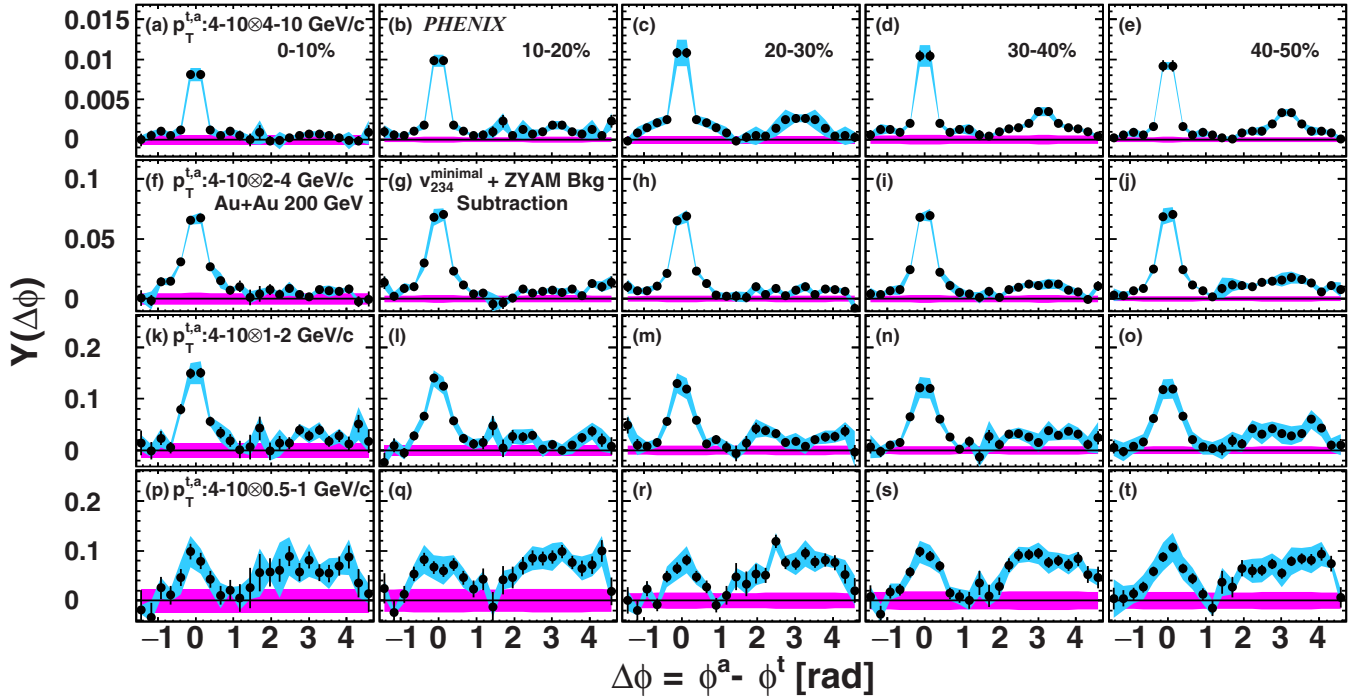 (a) p_T^{t,a}:4-10⊗4-10 GeV/c
0-10%
(b) PHENIX
10-20%
(c)
20-30%
(d)
30-40%
(e)
40-50%
0.015
0.01
0.005
0
(f) p_T^{t,a}:4-10⊗2-4 GeV/c
Au+Au 200 GeV
(g) v_{234}^{minimal} + ZYAM Bkg
Subtraction
(h)
(i)
(j)
0.1
0.05
0
Y(Δϕ)
(k) p_T^{t,a}:4-10⊗1-2 GeV/c
(l)
(m)
(n)
(o)
0.2
0.1
0
(p) p_T^{t,a}:4-10⊗0.5-1 GeV/c
(q)
(r)
(s)
(t)
0.2
0.1
0
−1 0 1 2 3 4
−1 0 1 2 3 4
−1 0 1 2 3 4
−1 0 1 2 3 4
−1 0 1 2 3 4
Δϕ = ϕ^a - ϕ^t [rad]